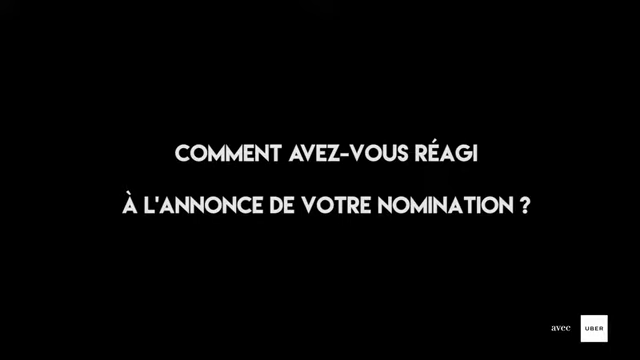 COMMENT AVEZ-VOUS RÉAGI
À L'ANNONCE DE VOTRE NOMINATION ?
avec UBER